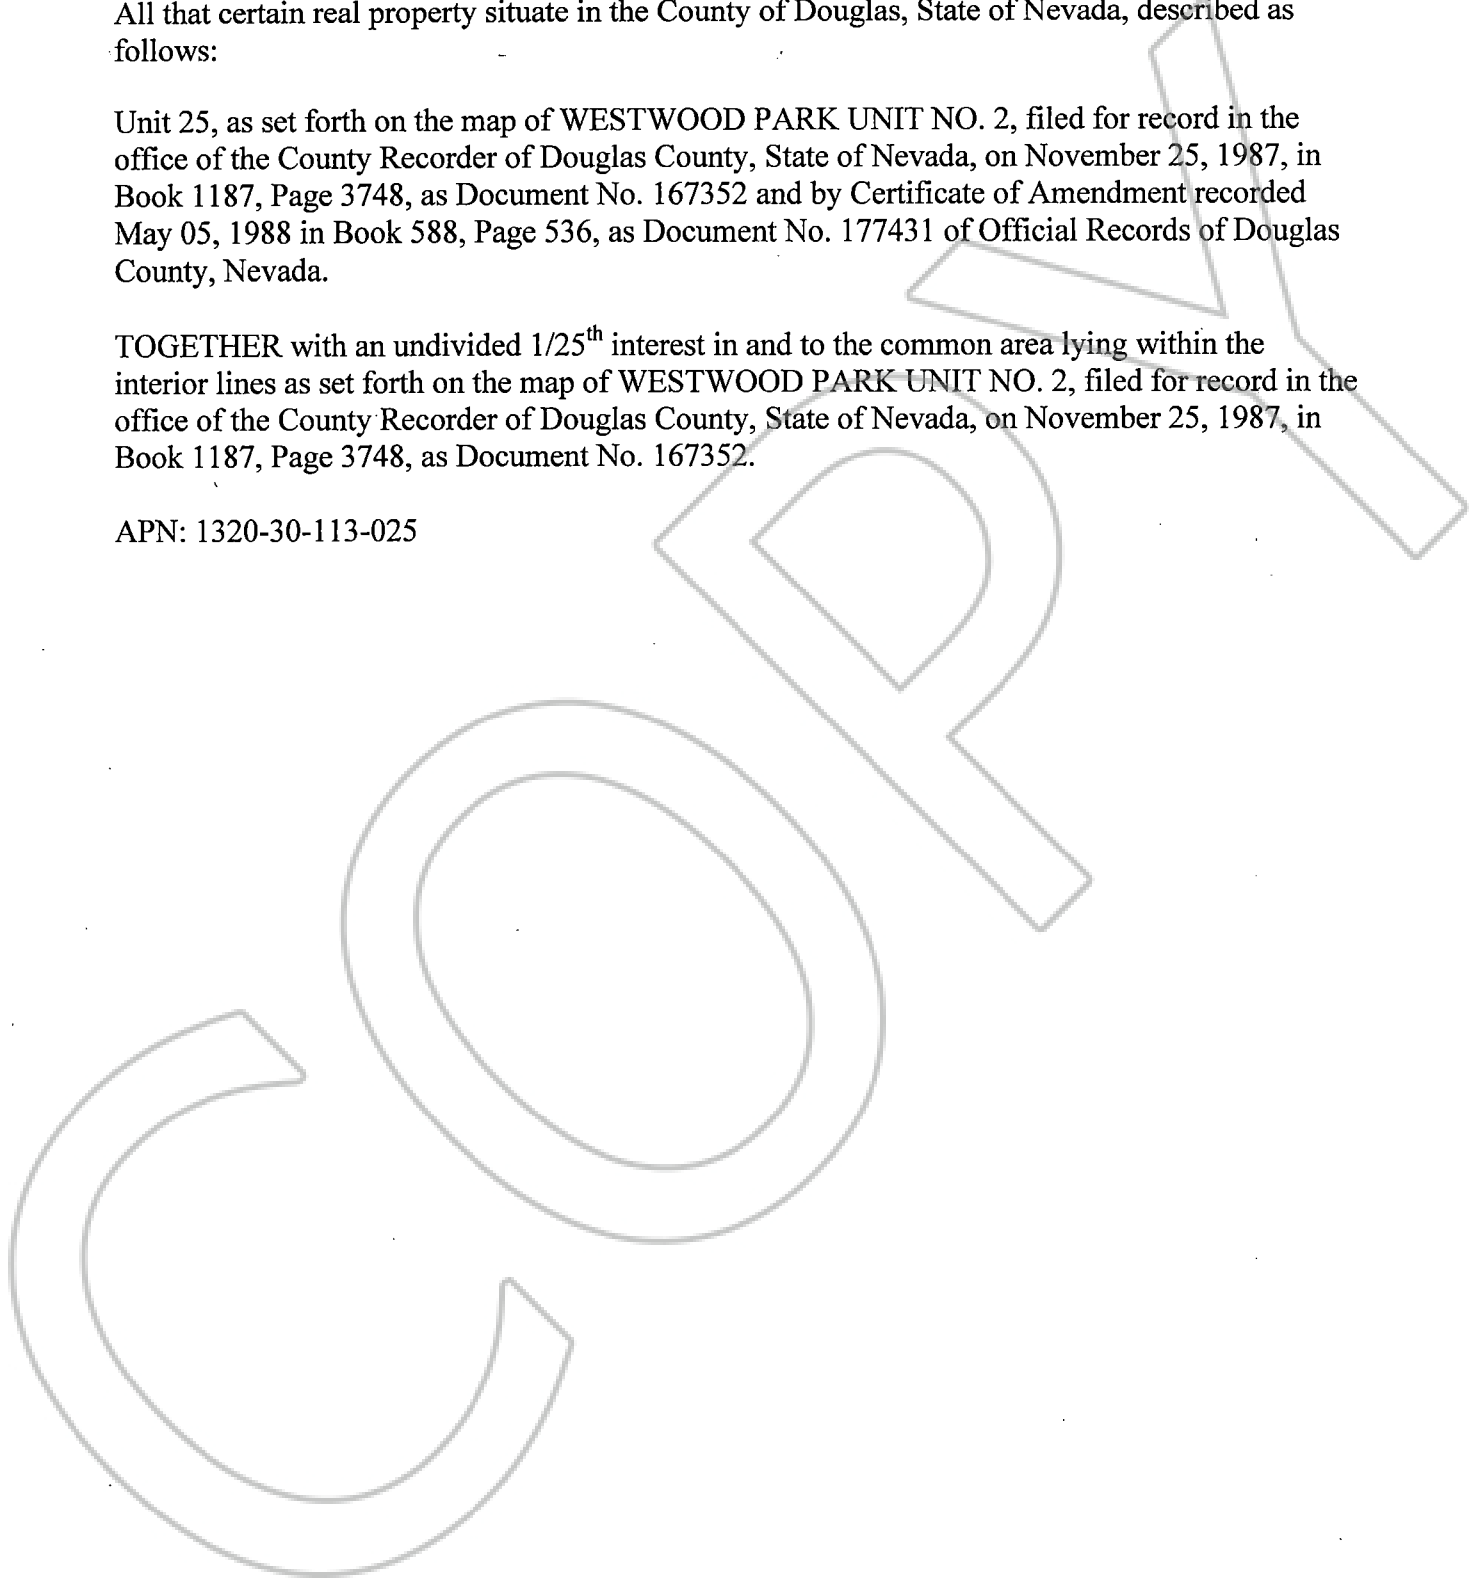 All that certain real property situate in the County of Douglas, State of Nevada, described as
follows:
Unit 25, as set forth on the map of WESTWOOD PARK UNIT NO. 2, filed for record in the
office of the County Recorder of Douglas County, State of Nevada, on November 25, 1987, in
Book 1187, Page 3748, as Document No. 167352 and by Certificate of Amendment recorded
May 05, 1988 in Book 588, Page 536, as Document No. 177431 of Official Records of Douglas
County, Nevada.
TOGETHER with an undivided 1/25th interest in and to the common area lying within the
interior lines as set forth on the map of WESTWOOD PARK UNIT NO. 2, filed for record in the
office of the County Recorder of Douglas County, State of Nevada, on November 25, 1987, in
Book 1187, Page 3748, as Document No. 167352.
APN: 1320-30-113-025
COPY